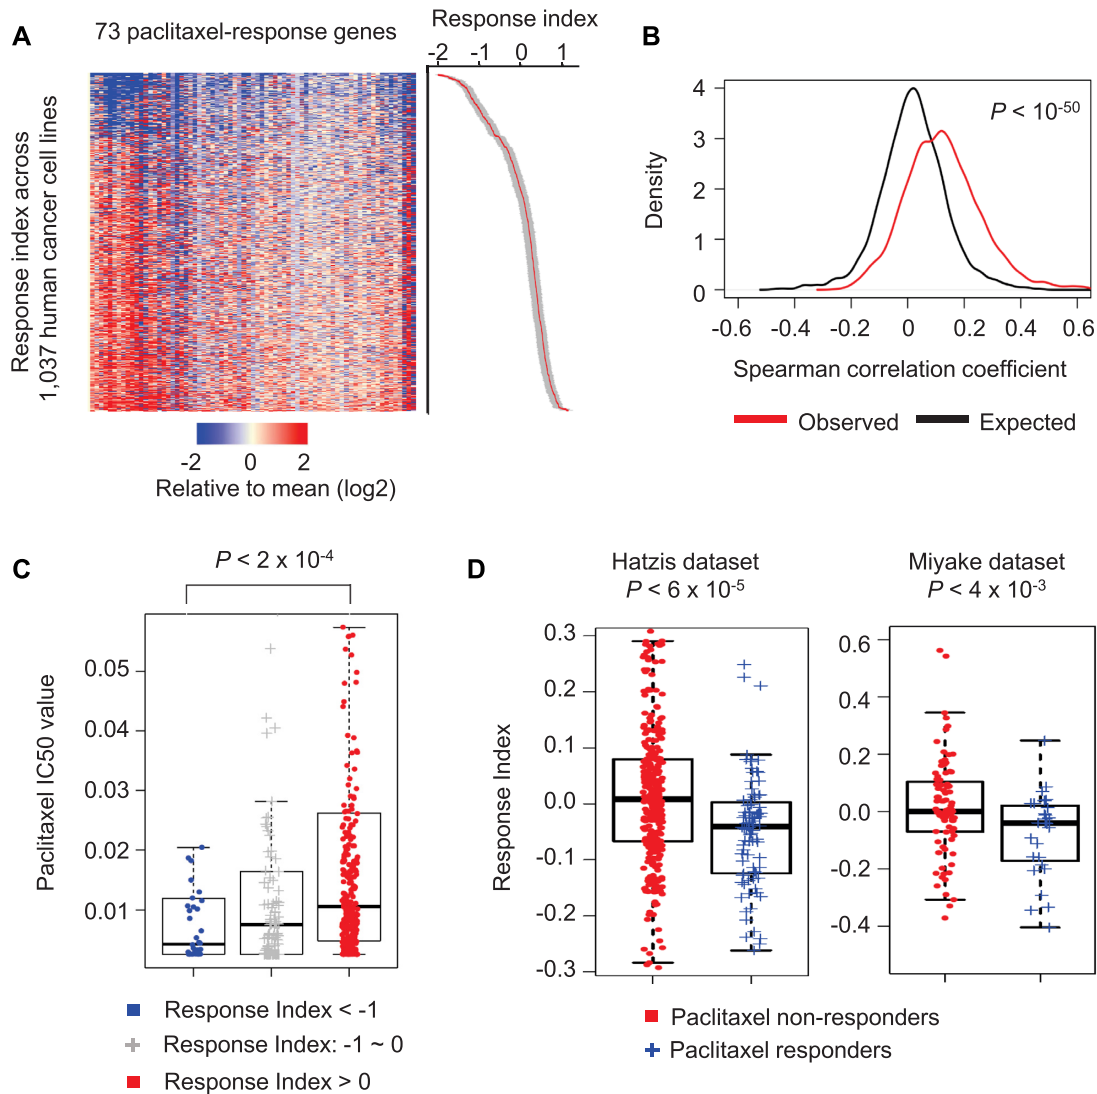 A
73 paclitaxel-response genes
Response index
-2 -1 0 1
Response index across
1,037 human cancer cell lines
-2 0 2
Relative to mean (log2)
B
P < 10-50
4
3
2
1
0
Density
-0.6 -0.4 -0.2 0 0.2 0.4 0.6
Spearman correlation coefficient
Observed Expected
C
P < 2 x 10-4
0.05
0.04
0.03
0.02
0.01
Paclitaxel IC50 value
Response Index < -1
Response Index: -1 ~ 0
Response Index > 0
D
Hatzis dataset
P < 6 x 10-5
0.3
0.2
0.1
0.0
-0.1
-0.2
-0.3
Response Index
Miyake dataset
P < 4 x 10-3
0.6
0.4
0.2
0.0
-0.2
-0.4
Paclitaxel non-responders
Paclitaxel responders